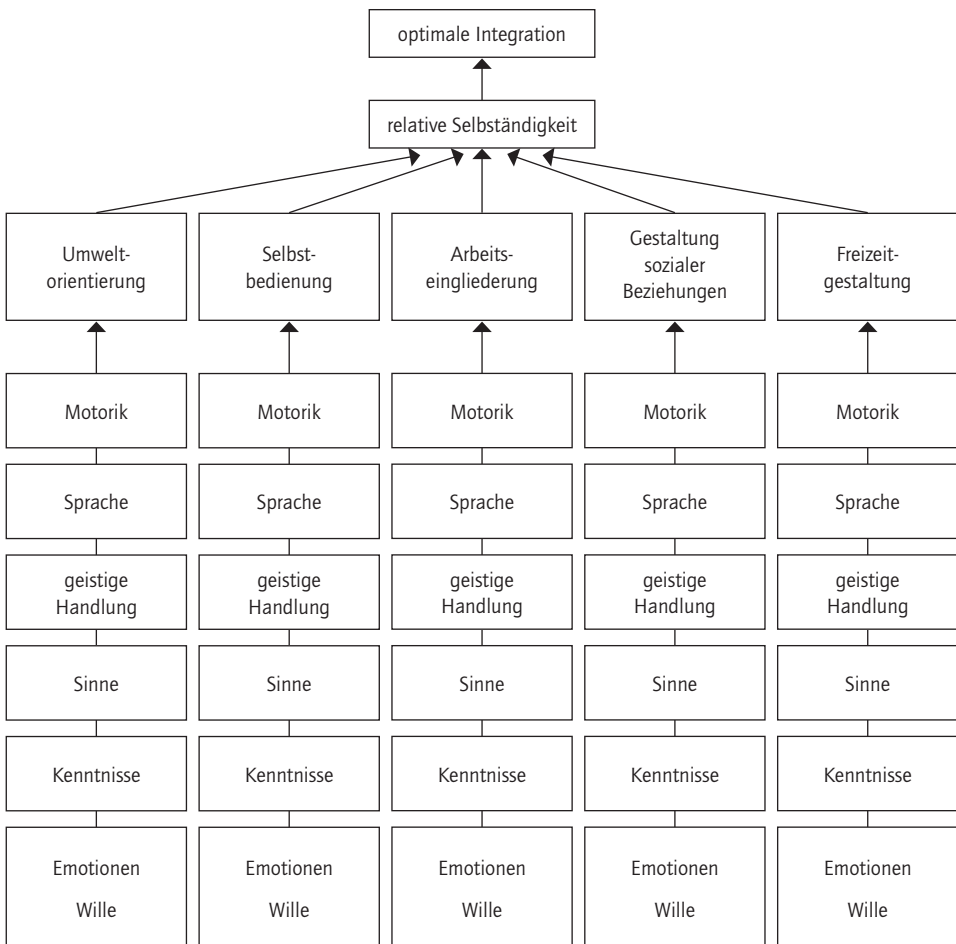 optimale Integration
relative Selbständigkeit
Umwelt-
orientierung
Selbst-
bedienung
Arbeits-
eingliederung
Gestaltung
sozialer
Beziehungen
Freizeit-
gestaltung
Motorik
Motorik
Motorik
Motorik
Motorik
Sprache
Sprache
Sprache
Sprache
Sprache
geistige
Handlung
geistige
Handlung
geistige
Handlung
geistige
Handlung
geistige
Handlung
Sinne
Sinne
Sinne
Sinne
Sinne
Kenntnisse
Kenntnisse
Kenntnisse
Kenntnisse
Kenntnisse
Emotionen
Wille
Emotionen
Wille
Emotionen
Wille
Emotionen
Wille
Emotionen
Wille